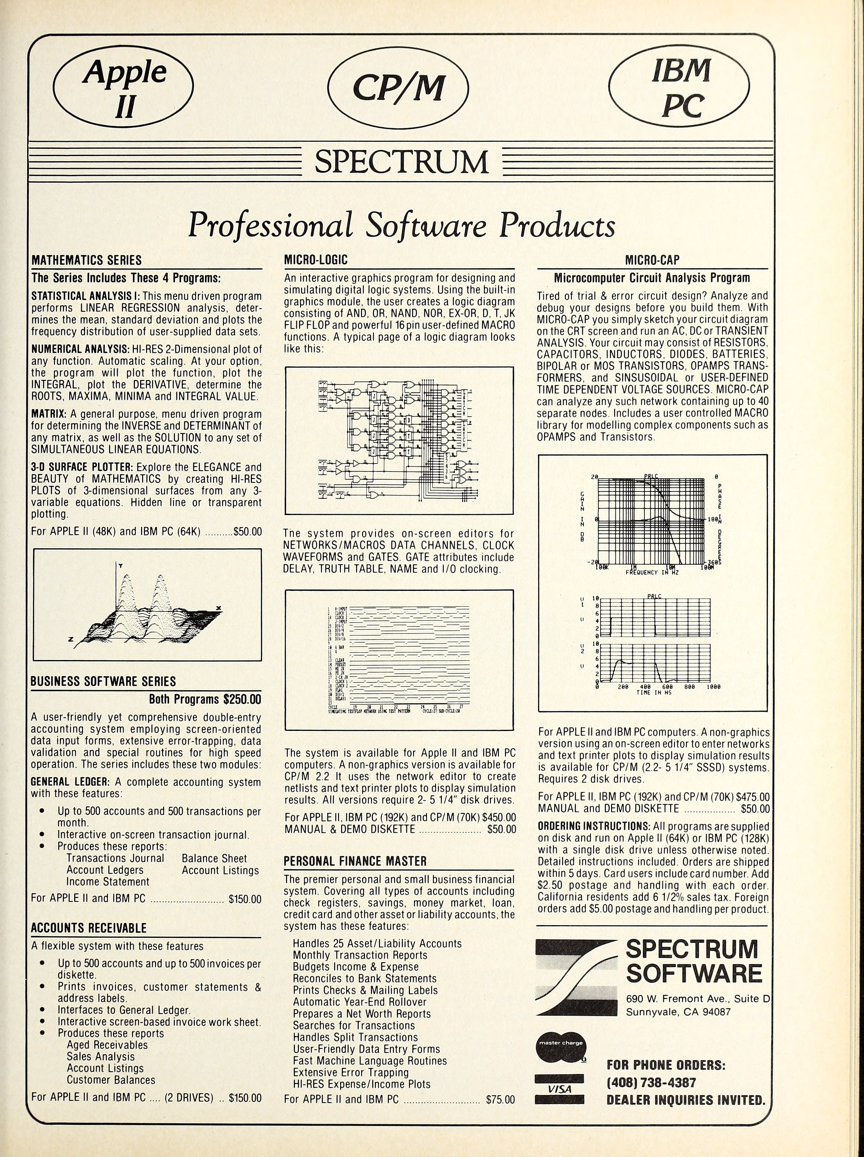 Apple
II
CP/M
IBM
PC
SPECTRUM
Professional Software Products
MATHEMATICS SERIES
The Series Includes These 4 Programs:
STATISTICAL ANALYSIS I: This menu driven program
performs LINEAR REGRESSION analysis, deter-
mines the mean, standard deviation and plots the
frequency distribution of user-supplied data sets.
NUMERICAL ANALYSIS: HI-RES 2-Dimensional plot of
any function. Automatic scaling. At your option,
the program will plot the function, plot the
INTEGRAL, plot the DERIVATIVE, determine the
ROOTS, MAXIMA, MINIMA and INTEGRAL VALUE.
MATRIX: A general purpose, menu driven program
for determining the INVERSE and DETERMINANT of
any matrix, as well as the SOLUTION to any set of
SIMULTANEOUS LINEAR EQUATIONS.
3-D SURFACE PLOTTER: Explore the ELEGANCE and
BEAUTY of MATHEMATICS by creating HI-RES
PLOTS of 3-dimensional surfaces from any 3-
variable equations. Hidden line or transparent
plotting.
For APPLE II (48K) and IBM PC (64K) .........$50.00
Y
X
Z
BUSINESS SOFTWARE SERIES
Both Programs $250.00
A user-friendly yet comprehensive double-entry
accounting system employing screen-oriented
data input forms, extensive error-trapping, data
validation and special routines for high speed
operation. The series includes these two modules:
GENERAL LEDGER: A complete accounting system
with these features:
• Up to 500 accounts and 500 transactions per
month.
• Interactive on-screen transaction journal.
• Produces these reports:
Transactions Journal Balance Sheet
Account Ledgers Account Listings
Income Statement
For APPLE II and IBM PC ........................ $150.00
ACCOUNTS RECEIVABLE
A flexible system with these features
• Up to 500 accounts and up to 500 invoices per
diskette.
• Prints invoices, customer statements &
address labels.
• Interfaces to General Ledger.
• Interactive screen-based invoice work sheet.
• Produces these reports
Aged Receivables
Sales Analysis
Account Listings
Customer Balances
For APPLE II and IBM PC .... (2 DRIVES) .. $150.00
MICRO-LOGIC
An interactive graphics program for designing and
simulating digital logic systems. Using the built-in
graphics module, the user creates a logic diagram
consisting of AND, OR, NAND, NOR, EX-OR, D, T, JK
FLIP FLOP and powerful 16 pin user-defined MACRO
functions. A typical page of a logic diagram looks
like this:
The system provides on-screen editors for
NETWORKS/MACROS DATA CHANNELS, CLOCK
WAVEFORMS and GATES. GATE attributes include
DELAY, TRUTH TABLE, NAME and I/O clocking.
The system is available for Apple II and IBM PC
computers. A non-graphics version is available for
CP/M 2.2 It uses the network editor to create
netlists and text printer plots to display simulation
results. All versions require 2- 5 1/4" disk drives.
For APPLE II, IBM PC (192K) and CP/M (70K) $450.00
MANUAL & DEMO DISKETTE ...................... $50.00
PERSONAL FINANCE MASTER
The premier personal and small business financial
system. Covering all types of accounts including
check registers, savings, money market, loan,
credit card and other asset or liability accounts, the
system has these features:
Handles 25 Asset/Liability Accounts
Monthly Transaction Reports
Budgets Income & Expense
Reconciles to Bank Statements
Prints Checks & Mailing Labels
Automatic Year-End Rollover
Prepares a Net Worth Reports
Searches for Transactions
Handles Split Transactions
User-Friendly Data Entry Forms
Fast Machine Language Routines
Extensive Error Trapping
HI-RES Expense/Income Plots
For APPLE II and IBM PC .......................... $75.00
MICRO-CAP
Microcomputer Circuit Analysis Program
Tired of trial & error circuit design? Analyze and
debug your designs before you build them. With
MICRO-CAP you simply sketch your circuit diagram
on the CRT screen and run an AC, DC or TRANSIENT
ANALYSIS. Your circuit may consist of RESISTORS,
CAPACITORS, INDUCTORS, DIODES, BATTERIES,
BIPOLAR or MOS TRANSISTORS, OPAMPS TRANS-
FORMERS, and SINSUSOIDAL or USER-DEFINED
TIME DEPENDENT VOLTAGE SOURCES. MICRO-CAP
can analyze any such network containing up to 40
separate nodes. Includes a user controlled MACRO
library for modelling complex components such as
OPAMPS and Transistors.
20 PRLC 0
GAIN IN DB
PHASE IN DEGREES
0 -180
-20 -360
100K 1M 10M 100M
FREQUENCY IN HZ
PRLC
10
8
6
4
2
0
10
8
6
4
2
0
0 200 400 600 800 1000
TIME IN NS
For APPLE II and IBM PC computers. A non-graphics
version using an on-screen editor to enter networks
and text printer plots to display simulation results
is available for CP/M (2.2- 5 1/4" SSSD) systems.
Requires 2 disk drives.
For APPLE II, IBM PC (192K) and CP/M (70K) $475.00
MANUAL and DEMO DISKETTE .................. $50.00
ORDERING INSTRUCTIONS: All programs are supplied
on disk and run on Apple II (64K) or IBM PC (128K)
with a single disk drive unless otherwise noted.
Detailed instructions included. Orders are shipped
within 5 days. Card users include card number. Add
$2.50 postage and handling with each order.
California residents add 6 1/2% sales tax. Foreign
orders add $5.00 postage and handling per product.
SPECTRUM
SOFTWARE
690 W. Fremont Ave., Suite D
Sunnyvale, CA 94087
master charge
VISA
FOR PHONE ORDERS:
(408) 738-4387
DEALER INQUIRIES INVITED.